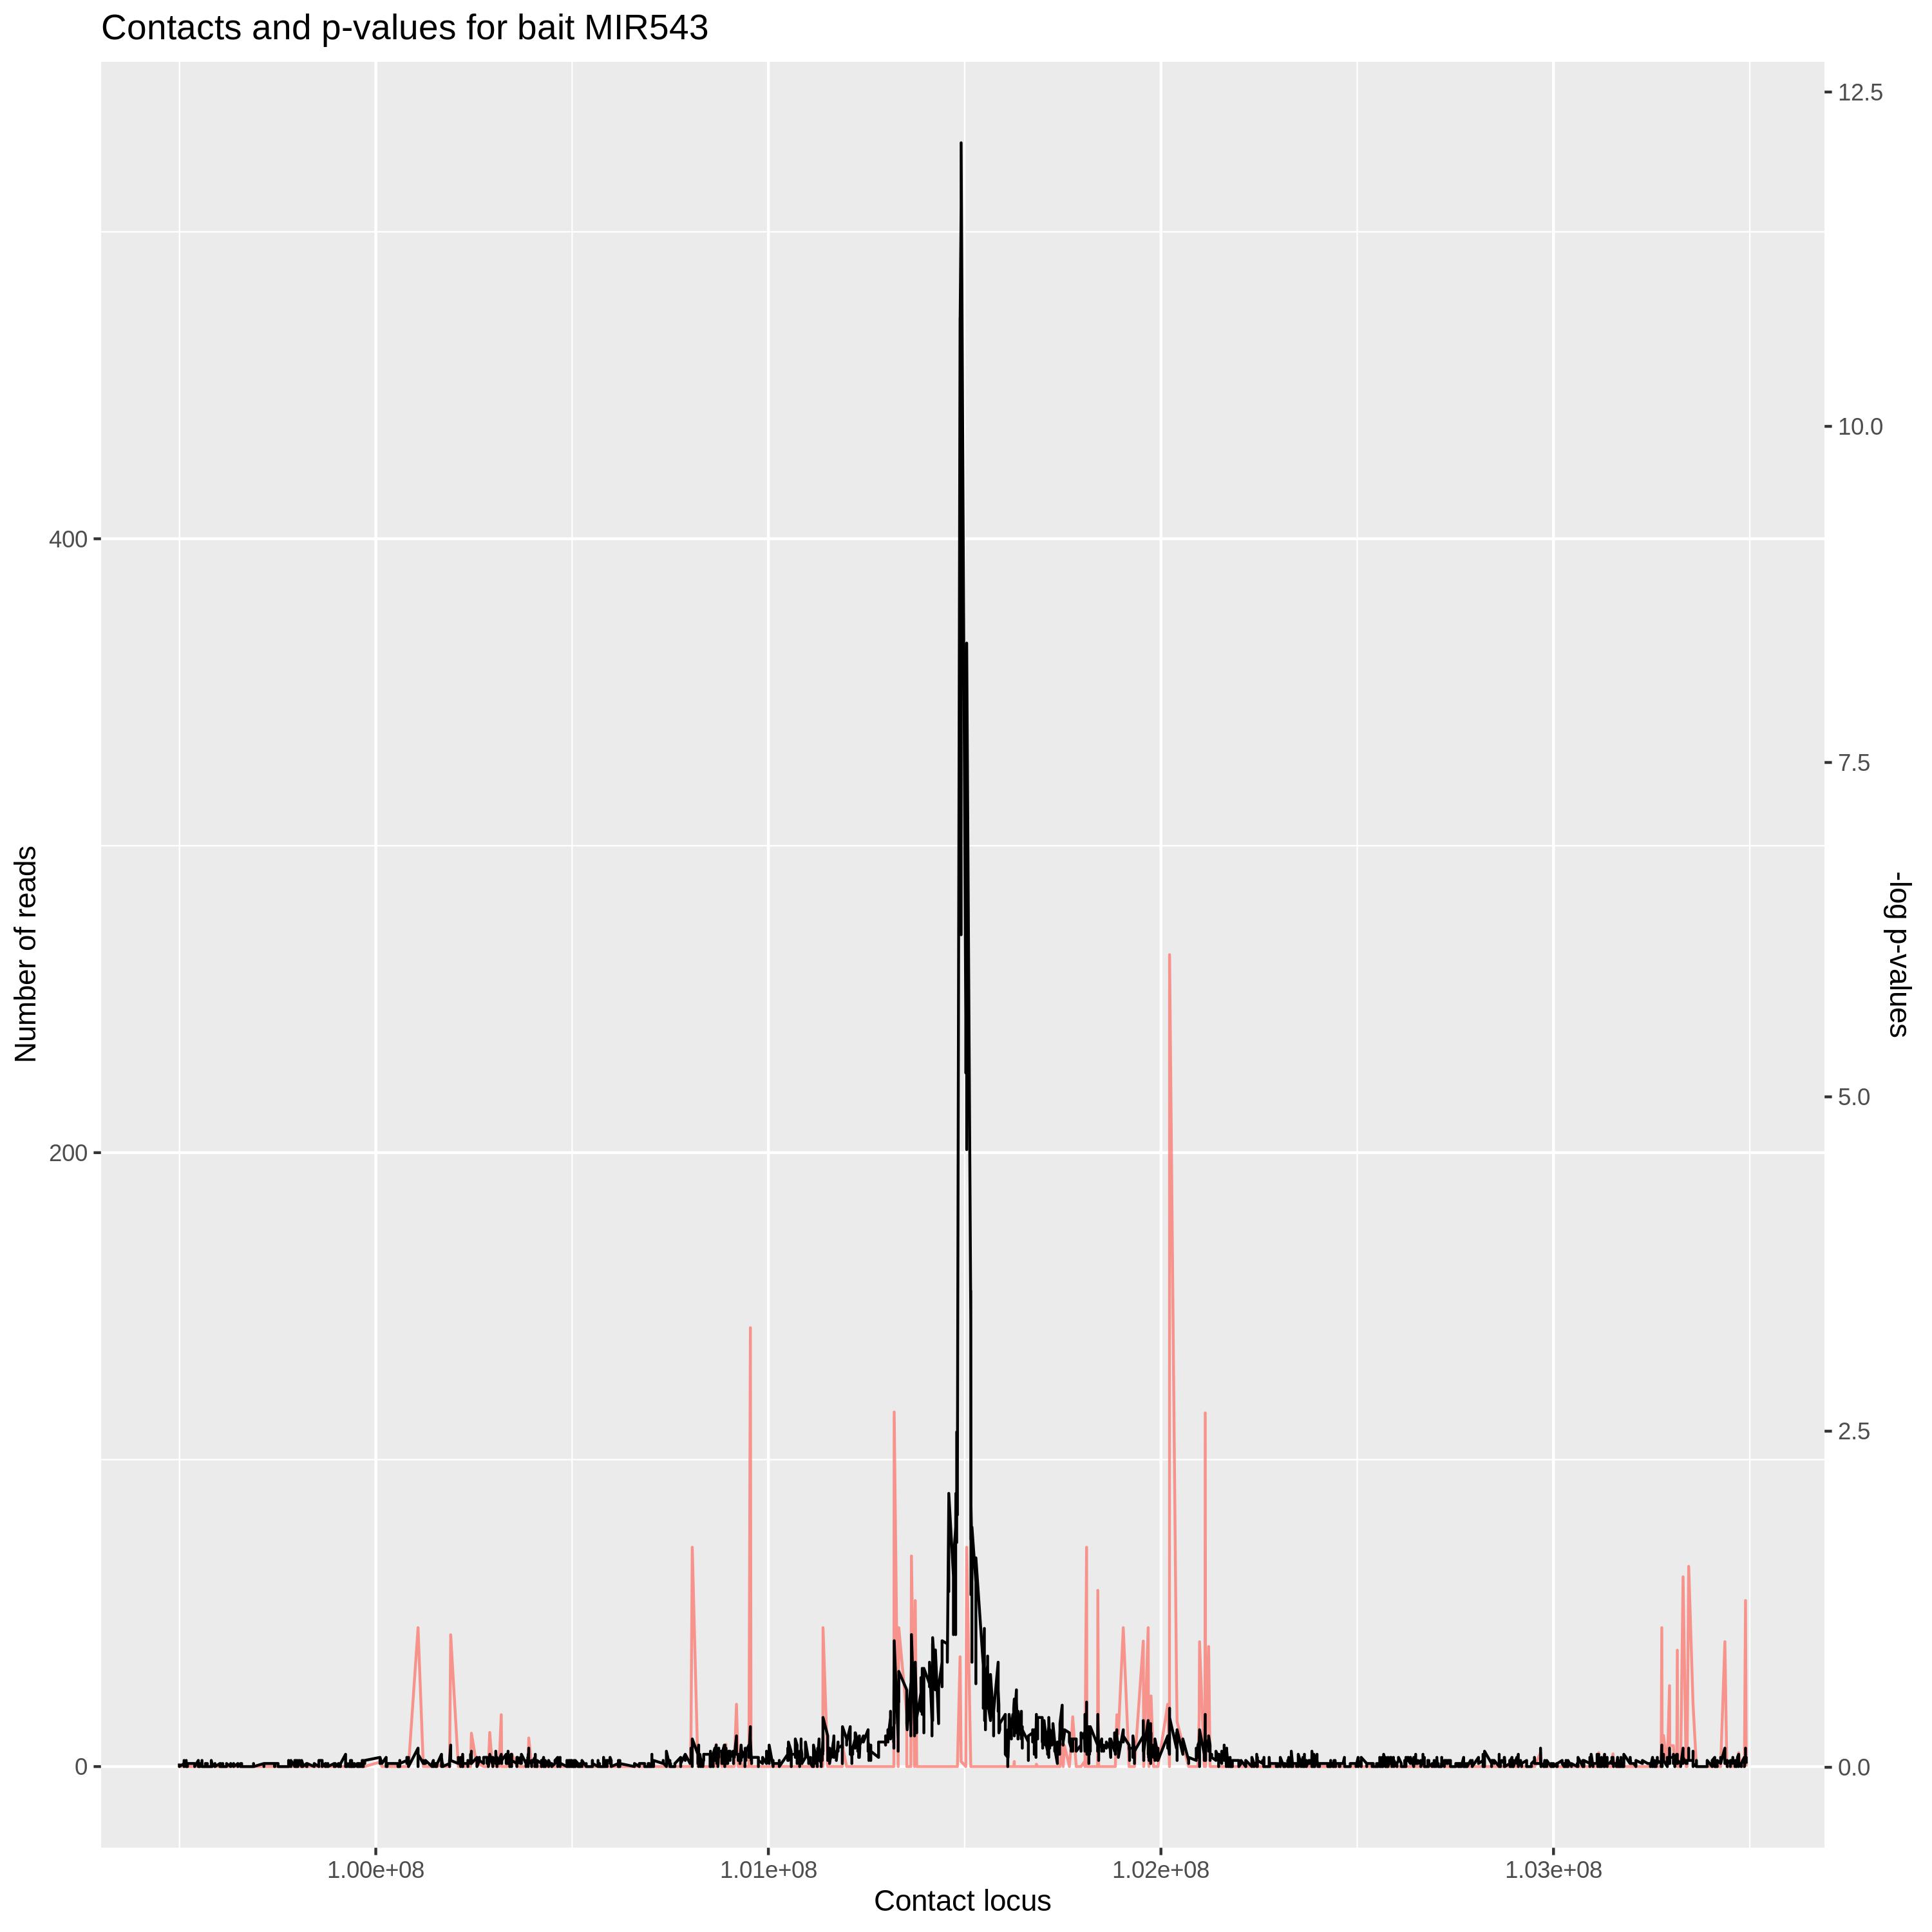 Contacts and p-values for bait MIR543
12.5
10.0
400
7.5
Number of reads
-log p-values
5.0
200
2.5
0
0.0
1.00e+08
1.01e+08
1.02e+08
1.03e+08
Contact locus